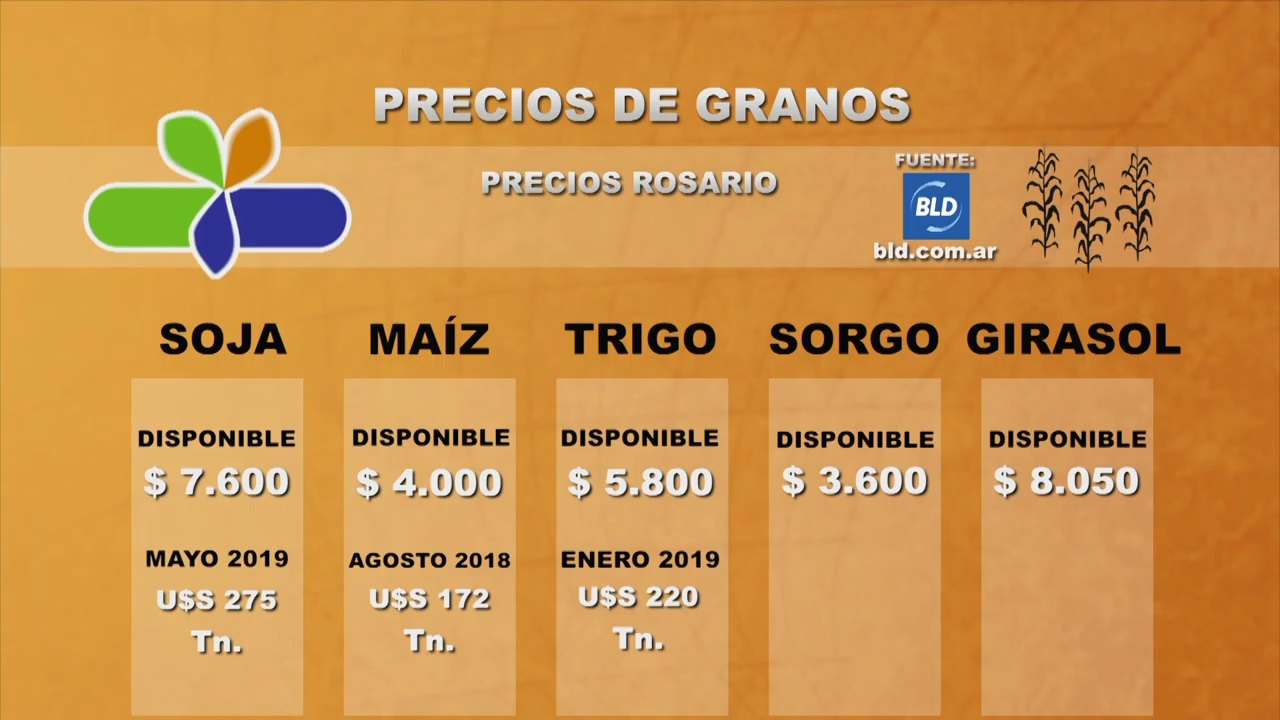 PRECIOS DE GRANOS
PRECIOS ROSARIO
FUENTE:
BLD
bld.com.ar
SOJA
DISPONIBLE
$ 7.600
MAYO 2019
U$S 275
Tn.
MAÍZ
DISPONIBLE
$ 4.000
AGOSTO 2018
U$S 172
Tn.
TRIGO
DISPONIBLE
$ 5.800
ENERO 2019
U$S 220
Tn.
SORGO
DISPONIBLE
$ 3.600
GIRASOL
DISPONIBLE
$ 8.050